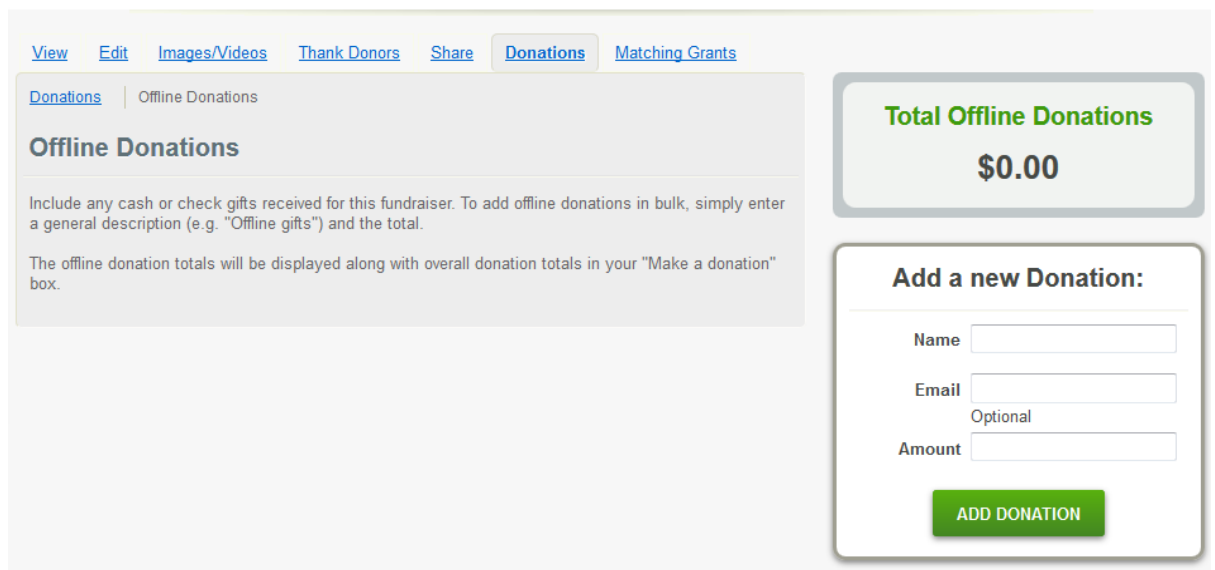 View Edit Images/Videos Thank Donors Share Donations Matching Grants
Donations Offline Donations
Offline Donations
Include any cash or check gifts received for this fundraiser. To add offline donations in bulk, simply enter
a general description (e.g. "Offline gifts") and the total.
The offline donation totals will be displayed along with overall donation totals in your "Make a donation"
box.
Total Offline Donations
$0.00
Add a new Donation:
Name
Email
Optional
Amount
ADD DONATION